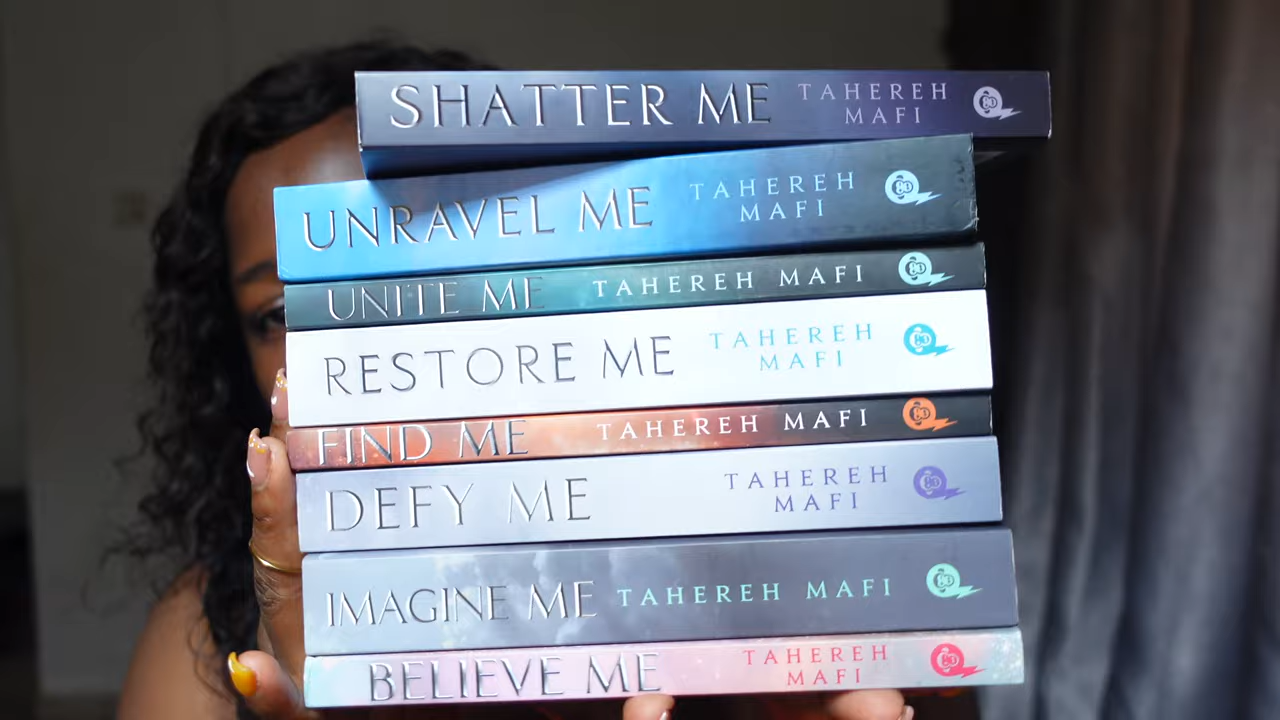 SHATTER ME
TAHEREH
MAFI
UNRAVEL ME
TAHEREH
MAFI
UNITE ME TAHEREH MAFI
RESTORE ME
TAHEREH
MAFI
FIND ME TAHEREH MAFI
DEFY ME
TAHEREH
MAFI
IMAGINE ME TAHEREH MAFI
BELIEVE ME
TAHEREH
MAFI